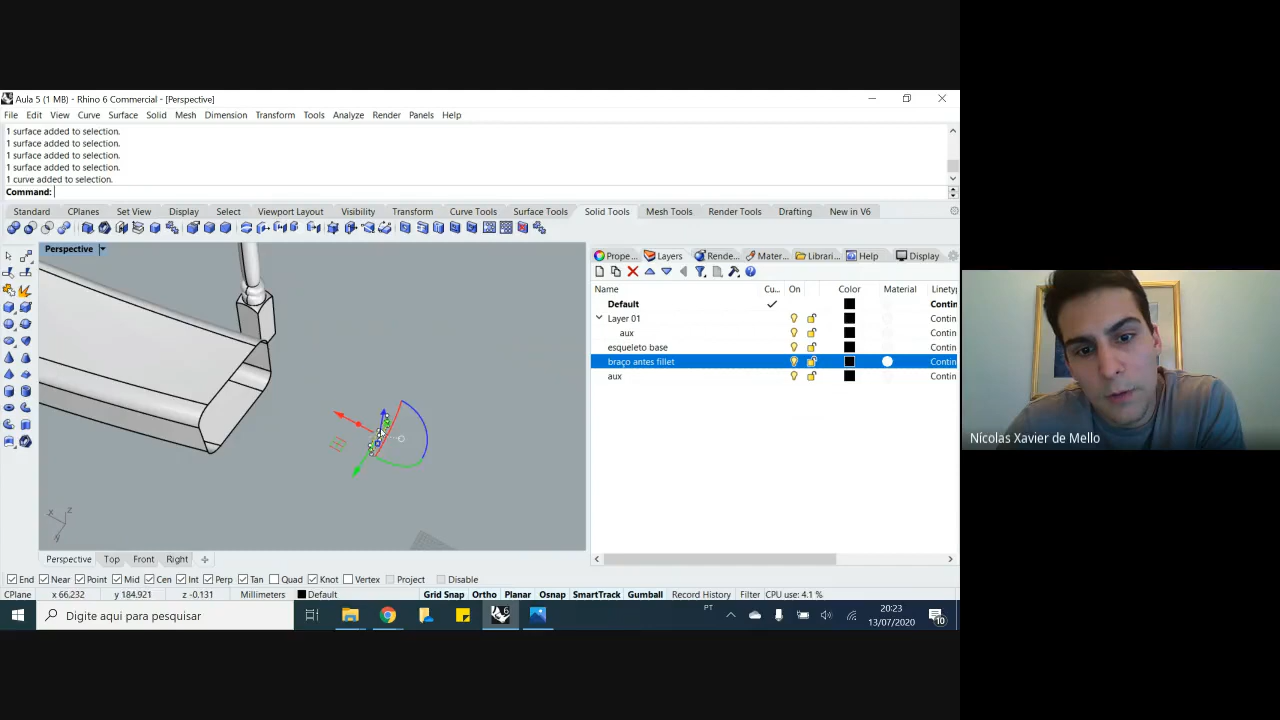 Aula 5 (1 MB) - Rhino 6 Commercial - [Perspective]
File Edit View Curve Surface Solid Mesh Dimension Transform Tools Analyze Render Panels Help
1 surface added to selection.
1 surface added to selection.
1 surface added to selection.
1 surface added to selection.
1 curve added to selection.
Command:
Standard CPlanes Set View Display Select Viewport Layout Visibility Transform Curve Tools Surface Tools Solid Tools Mesh Tools Render Tools Drafting New in V6
Perspective
Prope... Layers Rende... Mater... Librari... Help Display
Name Cu... On Color Material Linety
Default Contin
Layer 01 Contin
aux Contin
esqueleto base Contin
braço antes fillet Contin
aux Contin
Nícolas Xavier de Mello
x z y
Perspective Top Front Right
End Near Point Mid Cen Int Perp Tan Quad Knot Vertex Project Disable
CPlane x 66.232 y 184.921 z -0.131 Millimeters Default Grid Snap Ortho Planar Osnap SmartTrack Gumball Record History Filter CPU use: 4.1 %
Digite aqui para pesquisar
6
PT
20:23
13/07/2020
10